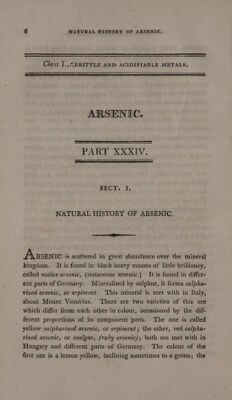 6
NATURAL HISTORY OF ARSENIC.
Class I..BRITTLE AND ACIDIFIABLE METALS.
ARSENIC.
PART XXXIV.
SECT. I.
NATURAL HISTORY OF ARSENIC.
ARSENIC is scattered in great abundance over the mineral
kingdom. It is found in black heavy masses of little brilliancy,
called native arsenic, (testaceous arsenic.) It is found in differ-
ent parts of Germany. Mineralized by sulphur, it forms sulphu-
rised arsenic, or orpiment. This mineral is met with in Italy,
about Mount Vesuvius. There are two varieties of this ore
which differ from each other in colour, occasioned by the dif-
ferent proportions of its component parts. The one is called
yellow sulphurised arsenic, or orpiment; the other, red sulphu-
rised arsenic, or realgar, (ruby arsenic); both are met with in
Hungary and different parts of Germany. The colour of the
first ore is a lemon yellow, inclining sometimes to a green; the